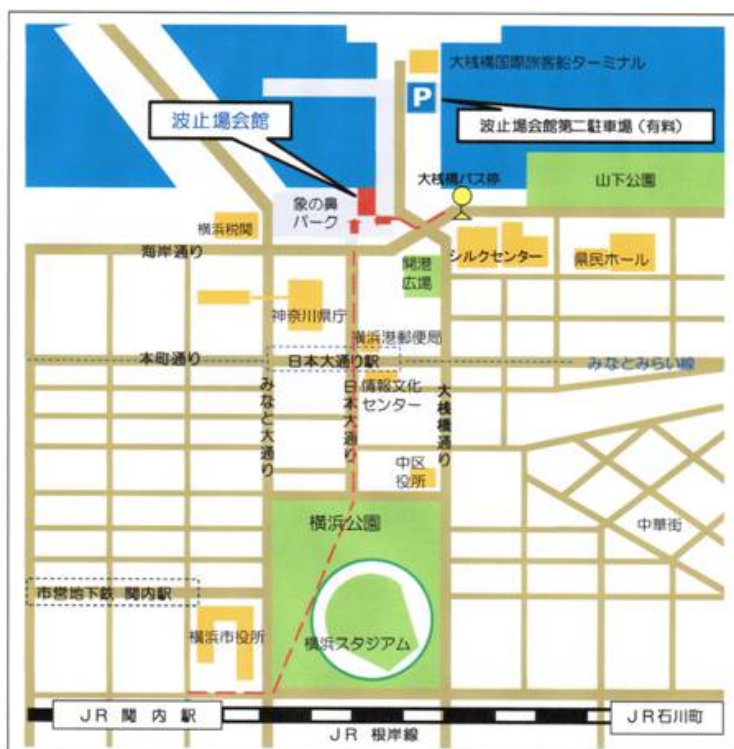 大桟橋国際旅客船ターミナル
P
波止場会館
波止場会館第二駐車場（有料）
大桟橋バス停
山下公園
象の鼻
パーク
横浜税関
海岸通り
シルクセンター
県民ホール
開港
広場
神奈川県庁
横浜港郵便局
本町通り
日本大通り駅
みなとみらい線
情報文化
センター
みなと大通り
日本大通り
大桟橋通り
中区
役所
横浜公園
中華街
市営地下鉄 関内駅
横浜市役所
横浜スタジアム
ＪＲ 関 内 駅
ＪＲ石川町
ＪＲ 根岸線